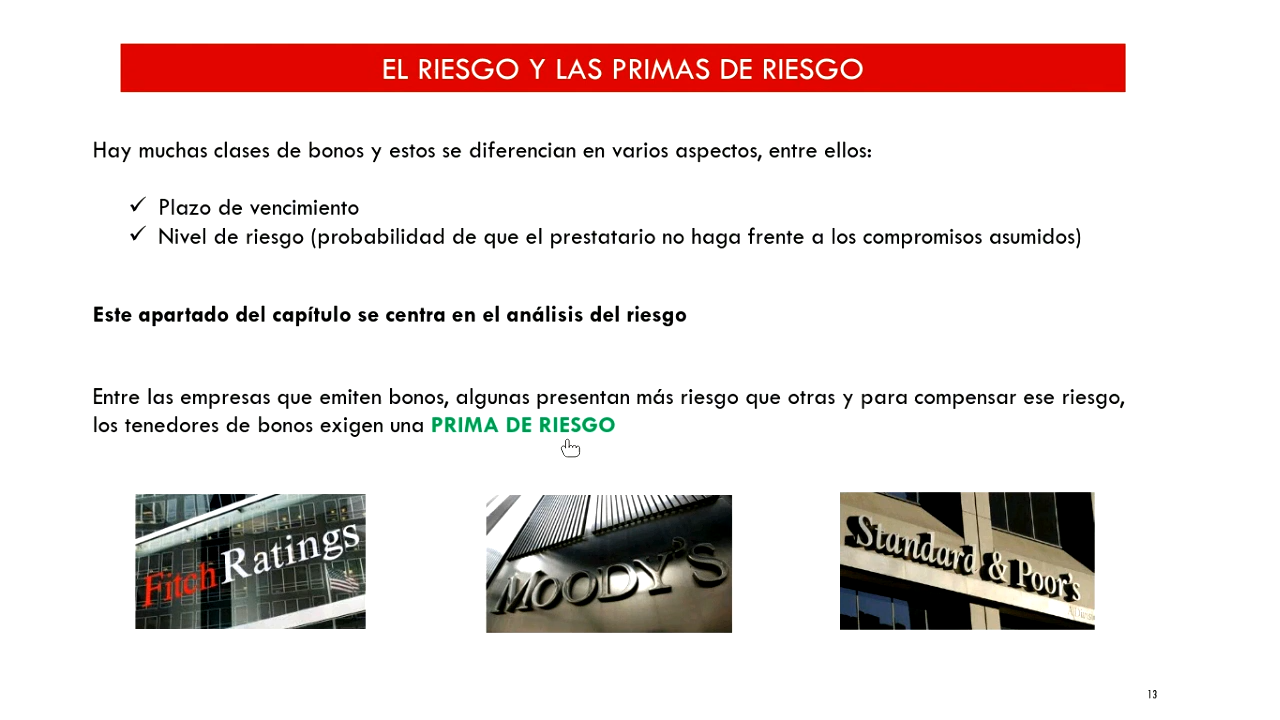 EL RIESGO Y LAS PRIMAS DE RIESGO
Hay muchas clases de bonos y estos se diferencian en varios aspectos, entre ellos:
✓ Plazo de vencimiento
✓ Nivel de riesgo (probabilidad de que el prestatario no haga frente a los compromisos asumidos)
Este apartado del capítulo se centra en el análisis del riesgo
Entre las empresas que emiten bonos, algunas presentan más riesgo que otras y para compensar ese riesgo,
los tenedores de bonos exigen una PRIMA DE RIESGO
Fitch Ratings
MOODY'S
Standard & Poor's
13